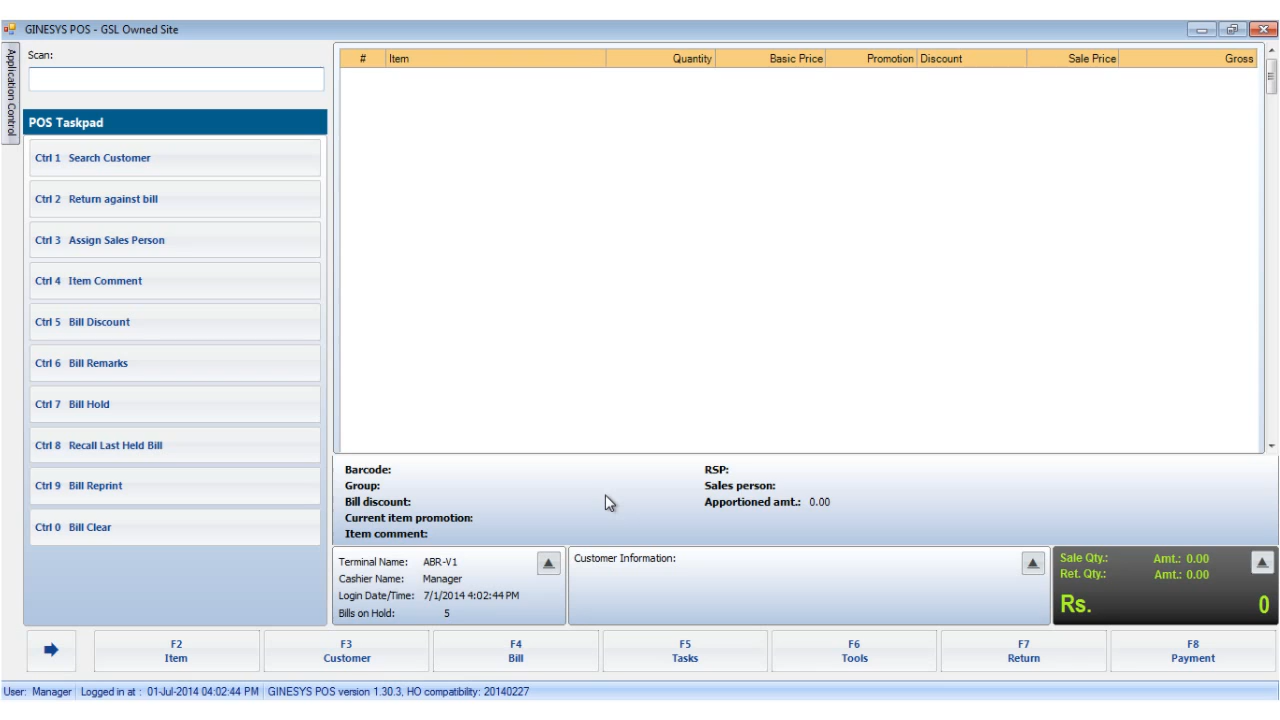 GINESYS POS - GSL Owned Site
Application Control
Scan:
# Item Quantity Basic Price Promotion Discount Sale Price Gross
POS Taskpad
Ctrl 1 Search Customer
Ctrl 2 Return against bill
Ctrl 3 Assign Sales Person
Ctrl 4 Item Comment
Ctrl 5 Bill Discount
Ctrl 6 Bill Remarks
Ctrl 7 Bill Hold
Ctrl 8 Recall Last Held Bill
Ctrl 9 Bill Reprint
Ctrl 0 Bill Clear
Barcode: RSP:
Group: Sales person:
Bill discount: Apportioned amt.: 0.00
Current item promotion:
Item comment:
Terminal Name: ABR-V1
Cashier Name: Manager
Login Date/Time: 7/1/2014 4:02:44 PM
Bills on Hold: 5
Customer Information:
Sale Qty.: Amt.: 0.00
Ret. Qty.: Amt.: 0.00
Rs. 0
F2 F3 F4 F5 F6 F7 F8
Item Customer Bill Tasks Tools Return Payment
User: Manager Logged in at : 01-Jul-2014 04:02:44 PM GINESYS POS version 1.30.3, HO compatibility: 20140227